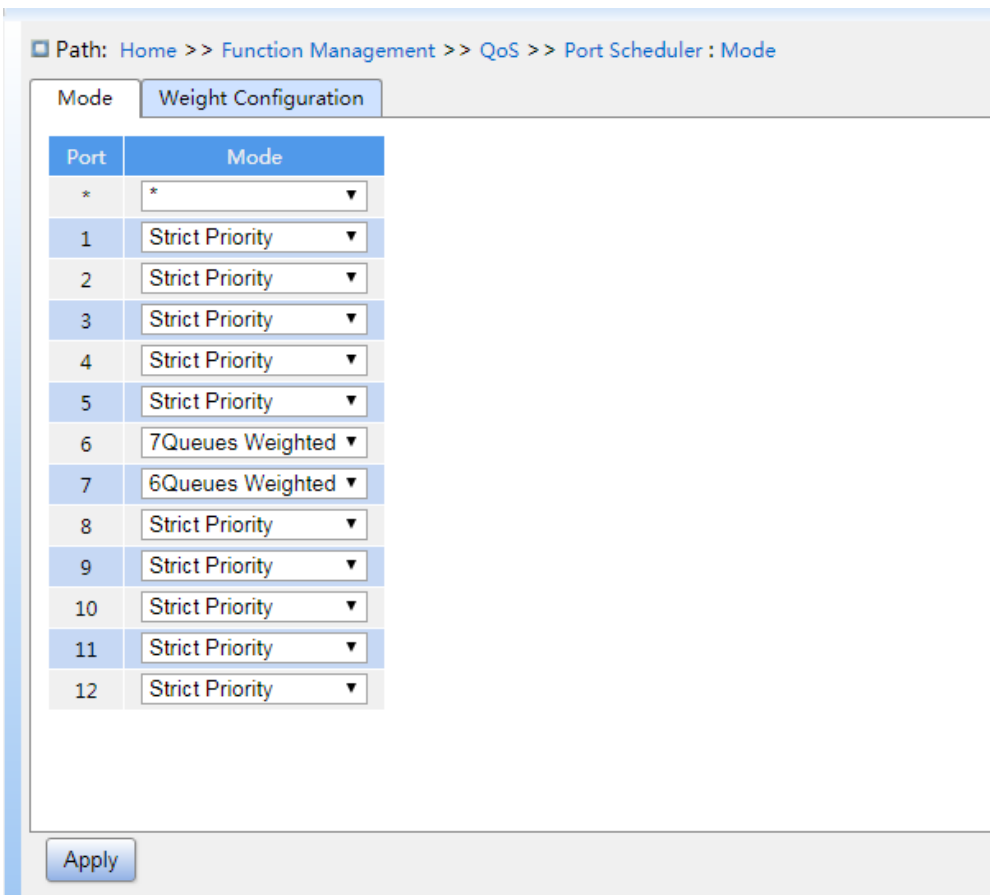 Path: Home >> Function Management >> QoS >> Port Scheduler : Mode
Mode Weight Configuration
Port Mode
* *
1 Strict Priority
2 Strict Priority
3 Strict Priority
4 Strict Priority
5 Strict Priority
6 7Queues Weighted
7 6Queues Weighted
8 Strict Priority
9 Strict Priority
10 Strict Priority
11 Strict Priority
12 Strict Priority
Apply